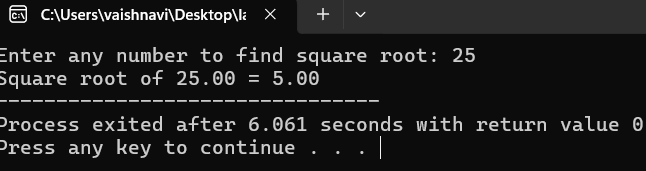 C:\Users\vaishnavi\Desktop\la
Enter any number to find square root: 25
Square root of 25.00 = 5.00
--------------------------------
Process exited after 6.061 seconds with return value 0
Press any key to continue . . .